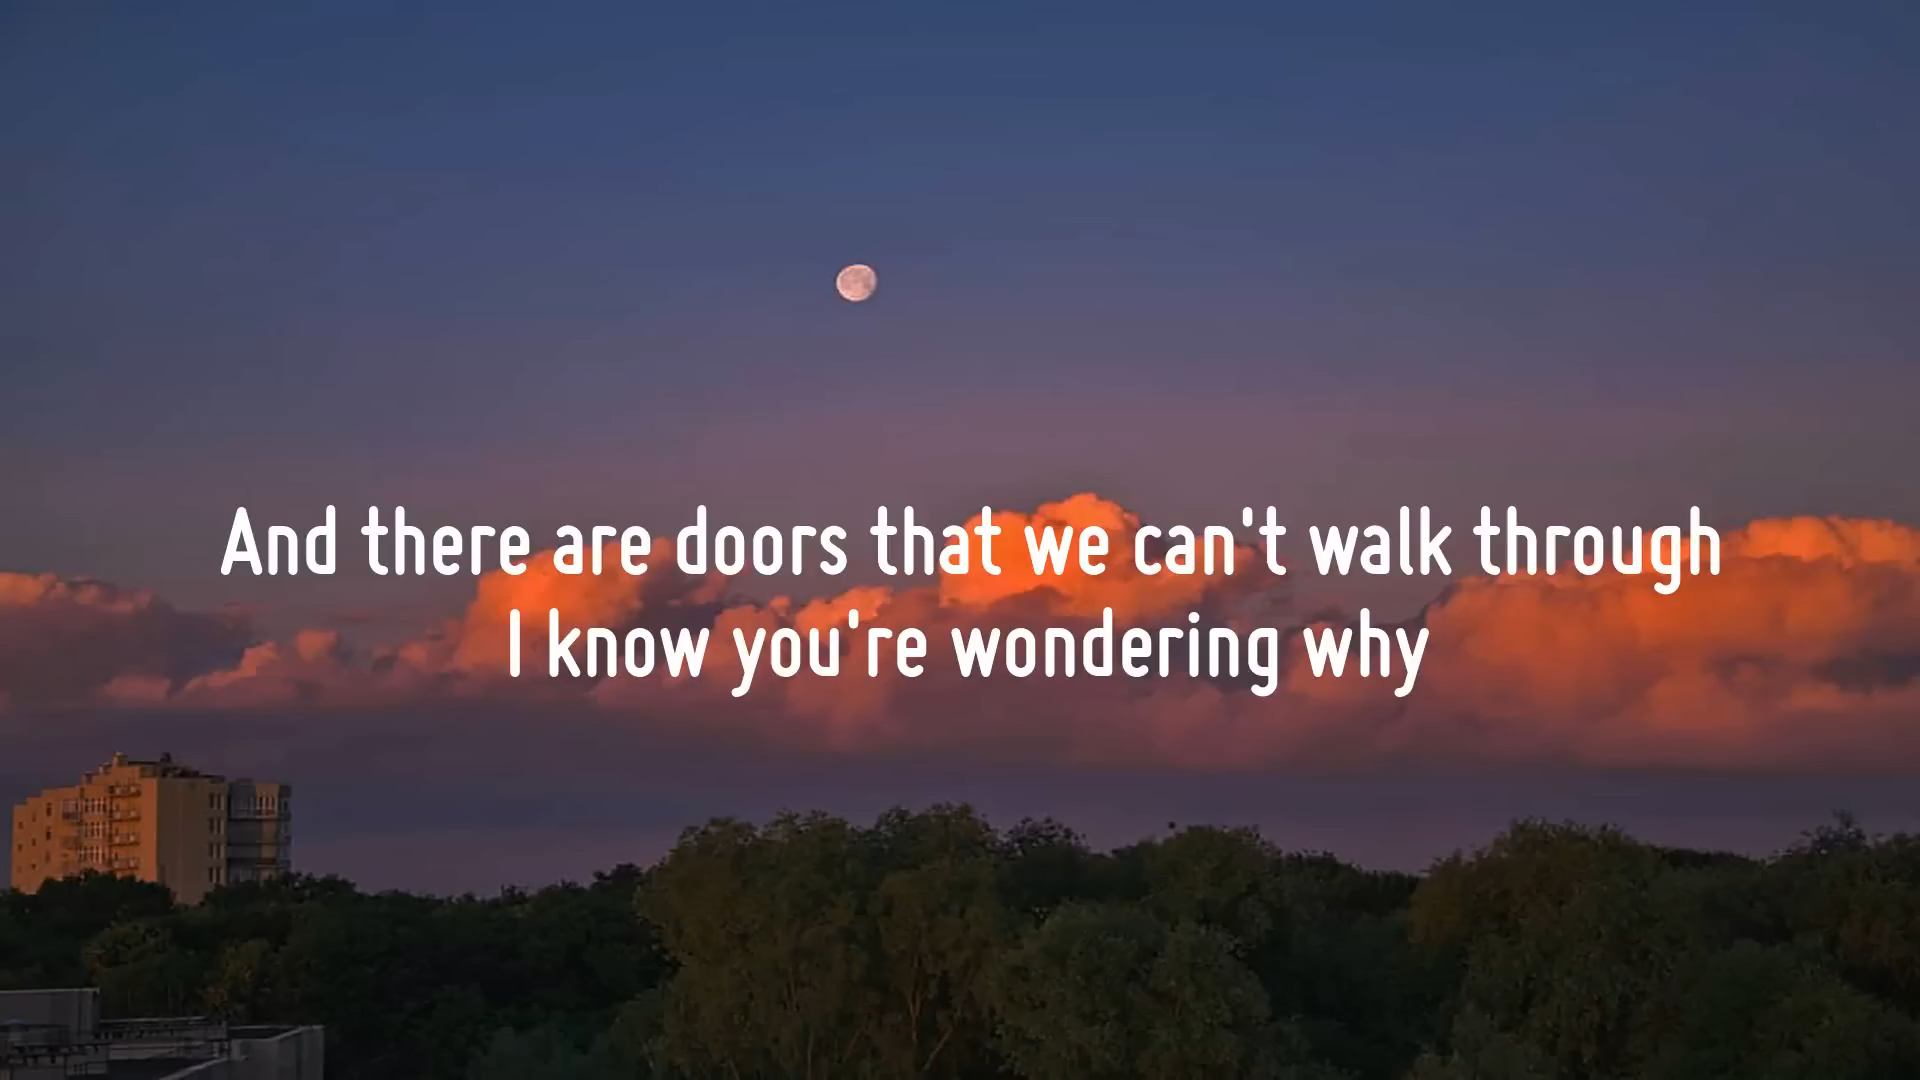 And there are doors that we can't walk through
I know you're wondering why